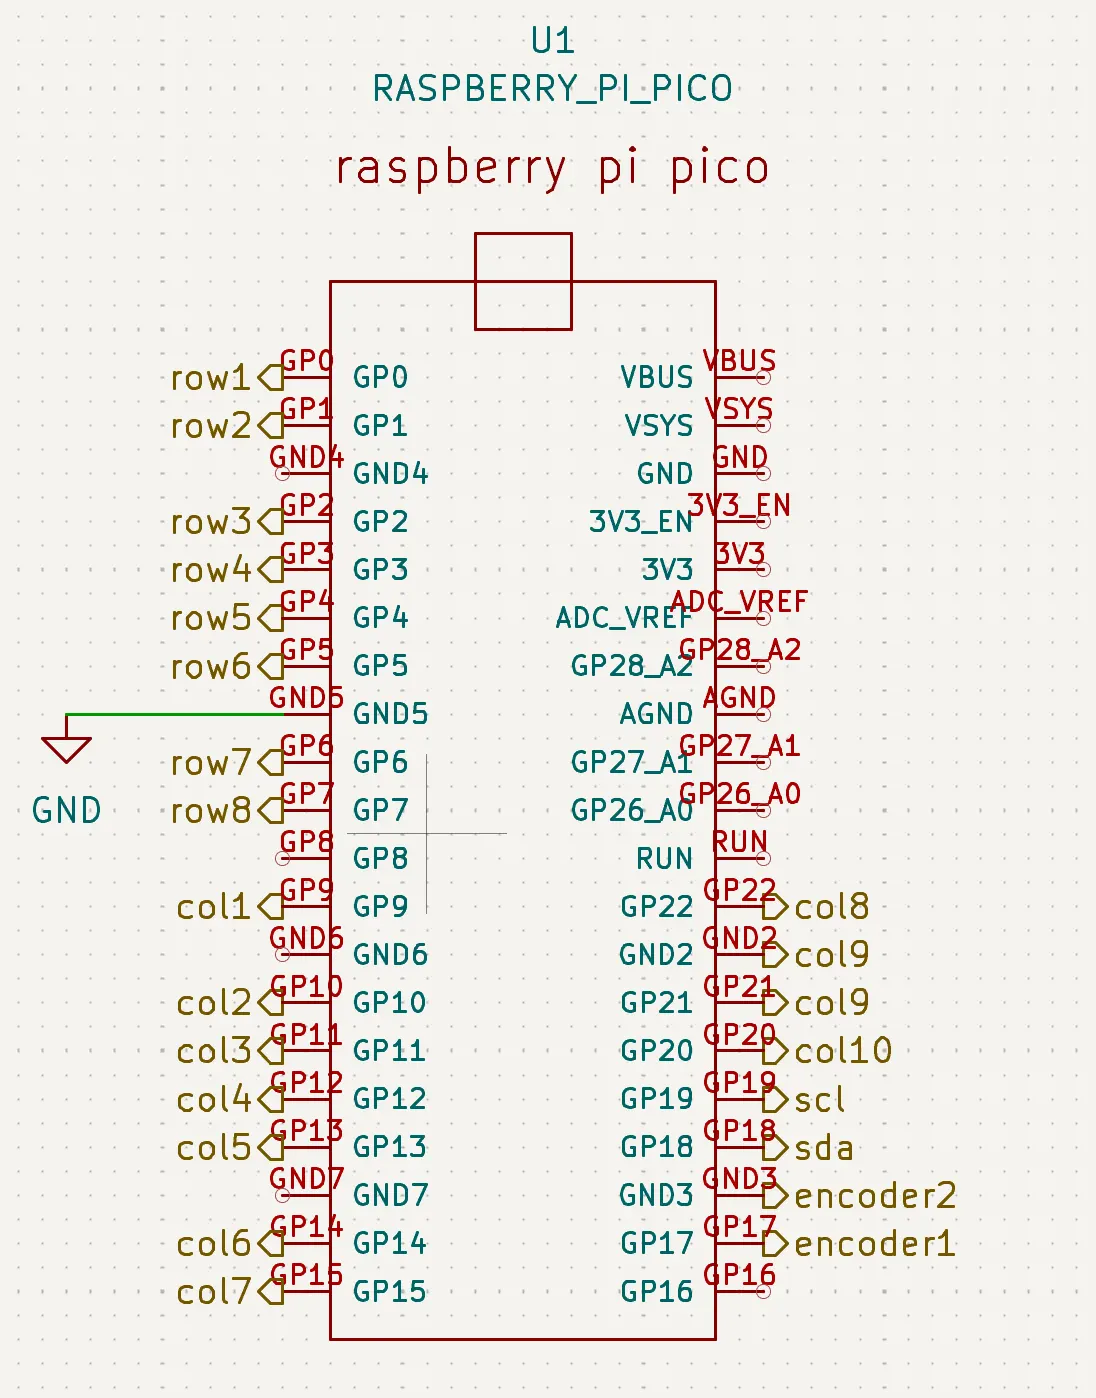 U1
RASPBERRY_PI_PICO
raspberry pi pico
row1 GP0 GP0 VBUS VBUS
row2 GP1 GP1 VSYS VSYS
GND4 GND4 GND GND
row3 GP2 GP2 3V3_EN 3V3_EN
row4 GP3 GP3 3V3 3V3
row5 GP4 GP4 ADC_VREF ADC_VREF
row6 GP5 GP5 GP28_A2 GP28_A2
GND5 GND5 AGND AGND
row7 GP6 GP6 GP27_A1 GP27_A1
GND row8 GP7 GP7 GP26_A0 GP26_A0
GP8 GP8 RUN RUN
col1 GP9 GP9 GP22 GP22 col8
GND6 GND6 GND2 GND2 col9
col2 GP10 GP10 GP21 GP21 col9
col3 GP11 GP11 GP20 GP20 col10
col4 GP12 GP12 GP19 GP19 scl
col5 GP13 GP13 GP18 GP18 sda
GND7 GND7 GND3 GND3 encoder2
col6 GP14 GP14 GP17 GP17 encoder1
col7 GP15 GP15 GP16 GP16